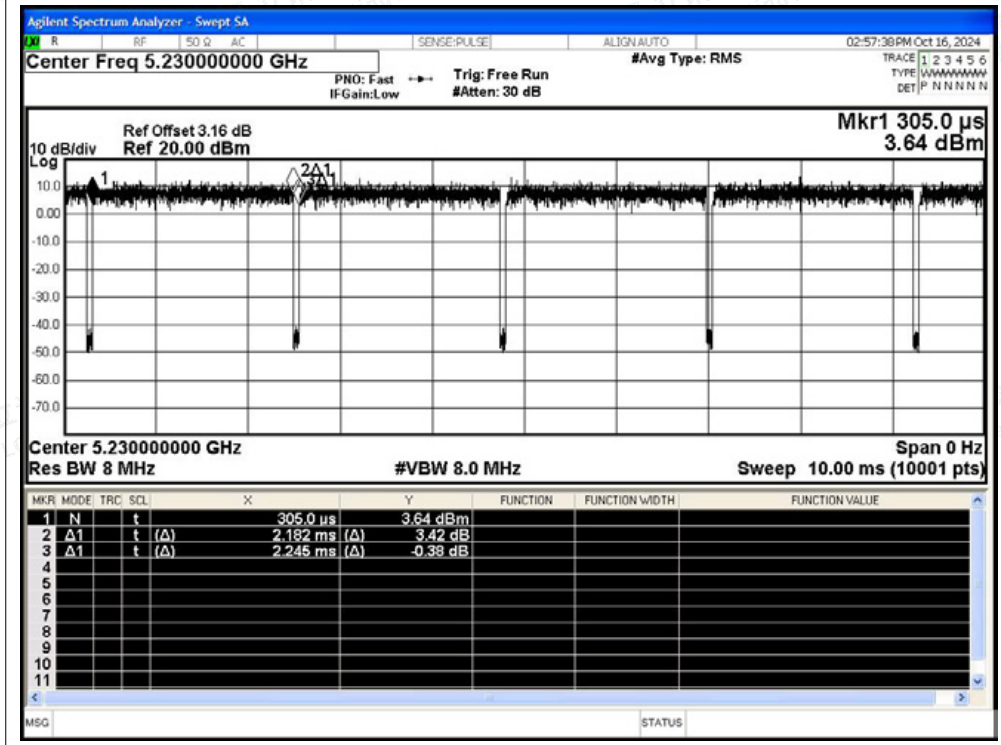 Agilent Spectrum Analyzer - Swept SA
R RF 50 Ω AC SENSE:PULSE ALIGN AUTO 02:57:38 PM Oct 16, 2024
Center Freq 5.230000000 GHz #Avg Type: RMS TRACE 1 2 3 4 5 6
PNO: Fast Trig: Free Run TYPE WWWWWW
IFGain:Low #Atten: 30 dB DET P N N N N N
Mkr1 305.0 µs
Ref Offset 3.16 dB
10 dB/div Ref 20.00 dBm 3.64 dBm
Log
1 2Δ1
10.0
0.00
-10.0
-20.0
-30.0
-40.0
-50.0
-60.0
-70.0
Center 5.230000000 GHz Span 0 Hz
Res BW 8 MHz #VBW 8.0 MHz Sweep 10.00 ms (10001 pts)
MKR MODE TRC SCL X Y FUNCTION FUNCTION WIDTH FUNCTION VALUE
1 N t 305.0 µs 3.64 dBm
2 Δ1 t (Δ) 2.182 ms (Δ) 3.42 dB
3 Δ1 t (Δ) 2.245 ms (Δ) -0.38 dB
4
5
6
7
8
9
10
11
MSG STATUS